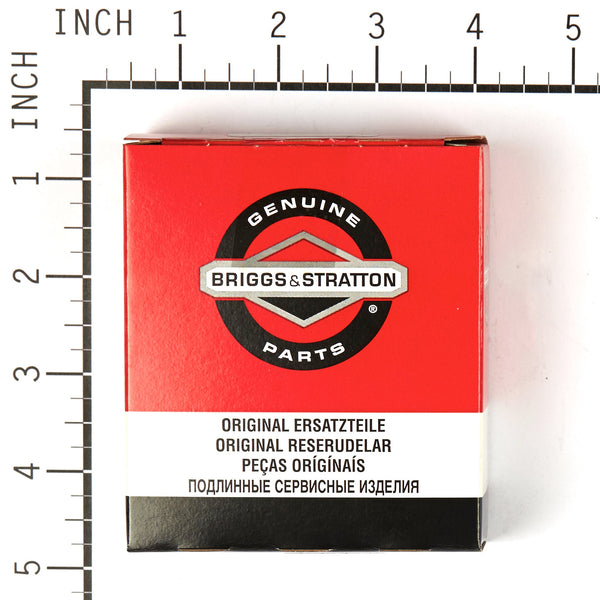 INCH 1 2 3 4 5
INCH
1
2
3
4
5
GENUINE
BRIGGS & STRATTON
®
PARTS
ORIGINAL ERSATZTEILE
ORIGINAL RESERUDELAR
PEÇAS ORÍGÍNAÍS
ПОДЛИННЫЕ СЕРВИСНЫЕ ИЗДЕЛИЯ